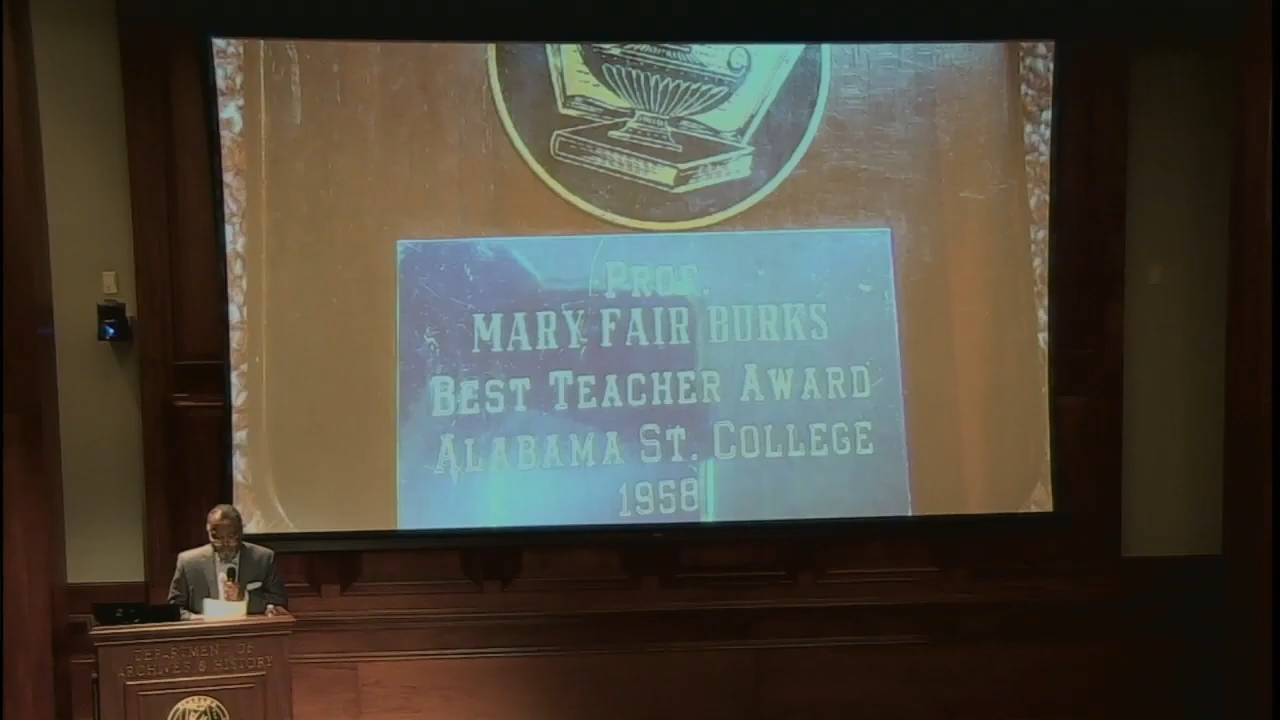 PROF.
MARY FAIR BURKS
BEST TEACHER AWARD
ALABAMA ST. COLLEGE
1958
DEPARTMENT OF
ARCHIVES & HISTORY